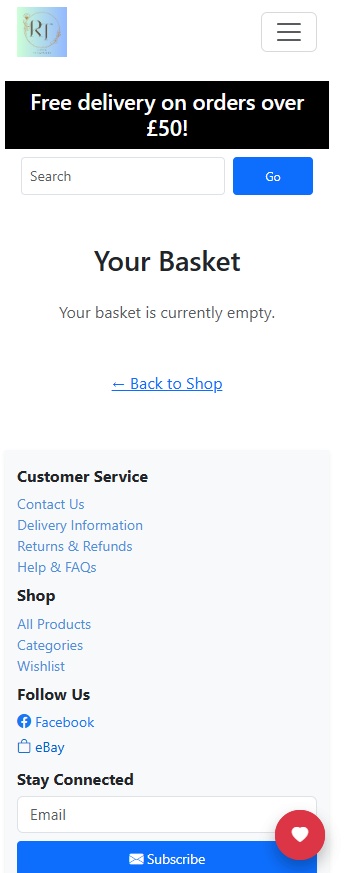 RT
Free delivery on orders over
£50!
Search
Go
Your Basket
Your basket is currently empty.
← Back to Shop
Customer Service
Contact Us
Delivery Information
Returns & Refunds
Help & FAQs
Shop
All Products
Categories
Wishlist
Follow Us
Facebook
eBay
Stay Connected
Email
Subscribe